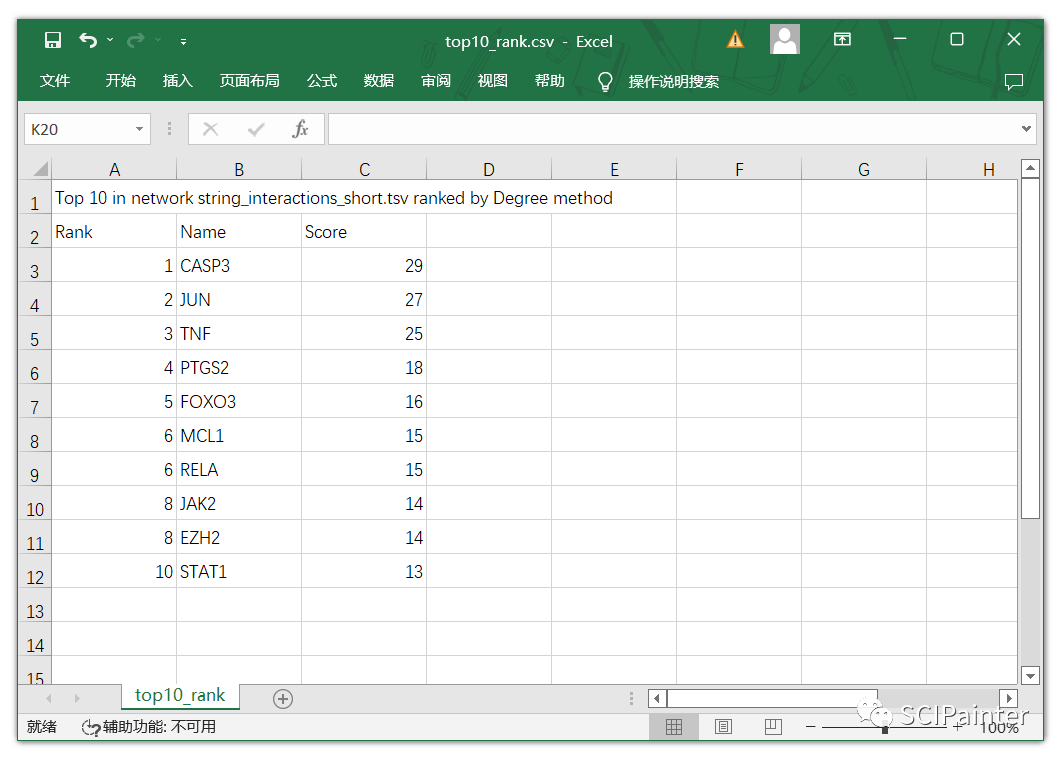 top10_rank.csv - Excel
文件 开始 插入 页面布局 公式 数据 审阅 视图 帮助 操作说明搜索
K20 fx
A B C D E F G H
1 Top 10 in network string_interactions_short.tsv ranked by Degree method
2 Rank Name Score
3 1 CASP3 29
4 2 JUN 27
5 3 TNF 25
6 4 PTGS2 18
7 5 FOXO3 16
8 6 MCL1 15
9 6 RELA 15
10 8 JAK2 14
11 8 EZH2 14
12 10 STAT1 13
13
14
15
top10_rank
就绪 辅助功能: 不可用 100%
SCIPainter